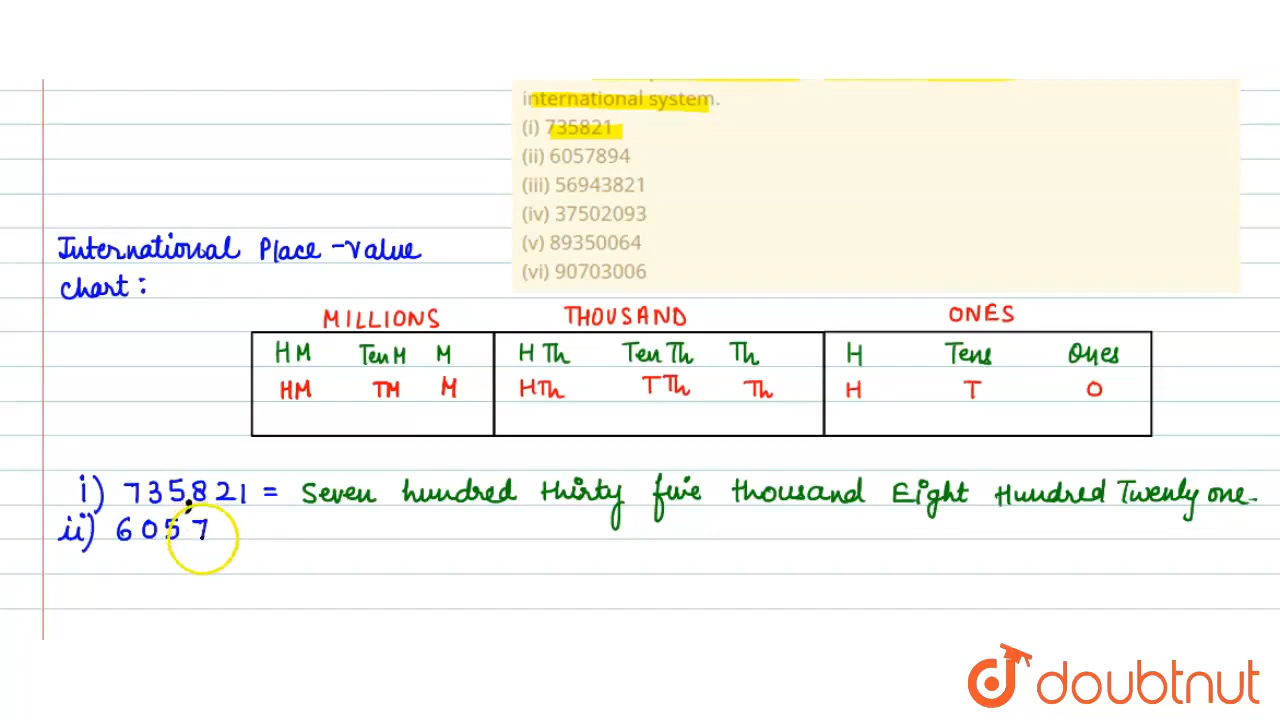 international system.
(i) 735821
(ii) 6057894
(iii) 56943821
(iv) 37502093
(v) 89350064
(vi) 90703006
International Place -Value
chart:
MILLIONS THOUSAND ONES
HM Ten M M H Th Ten Th Th H Tens Ones
HM TM M HTh T Th Th H T O
i) 735,821 = Seven hundred thirty five thousand Eight Hundred Twenty one.
ii) 6057
doubtnut